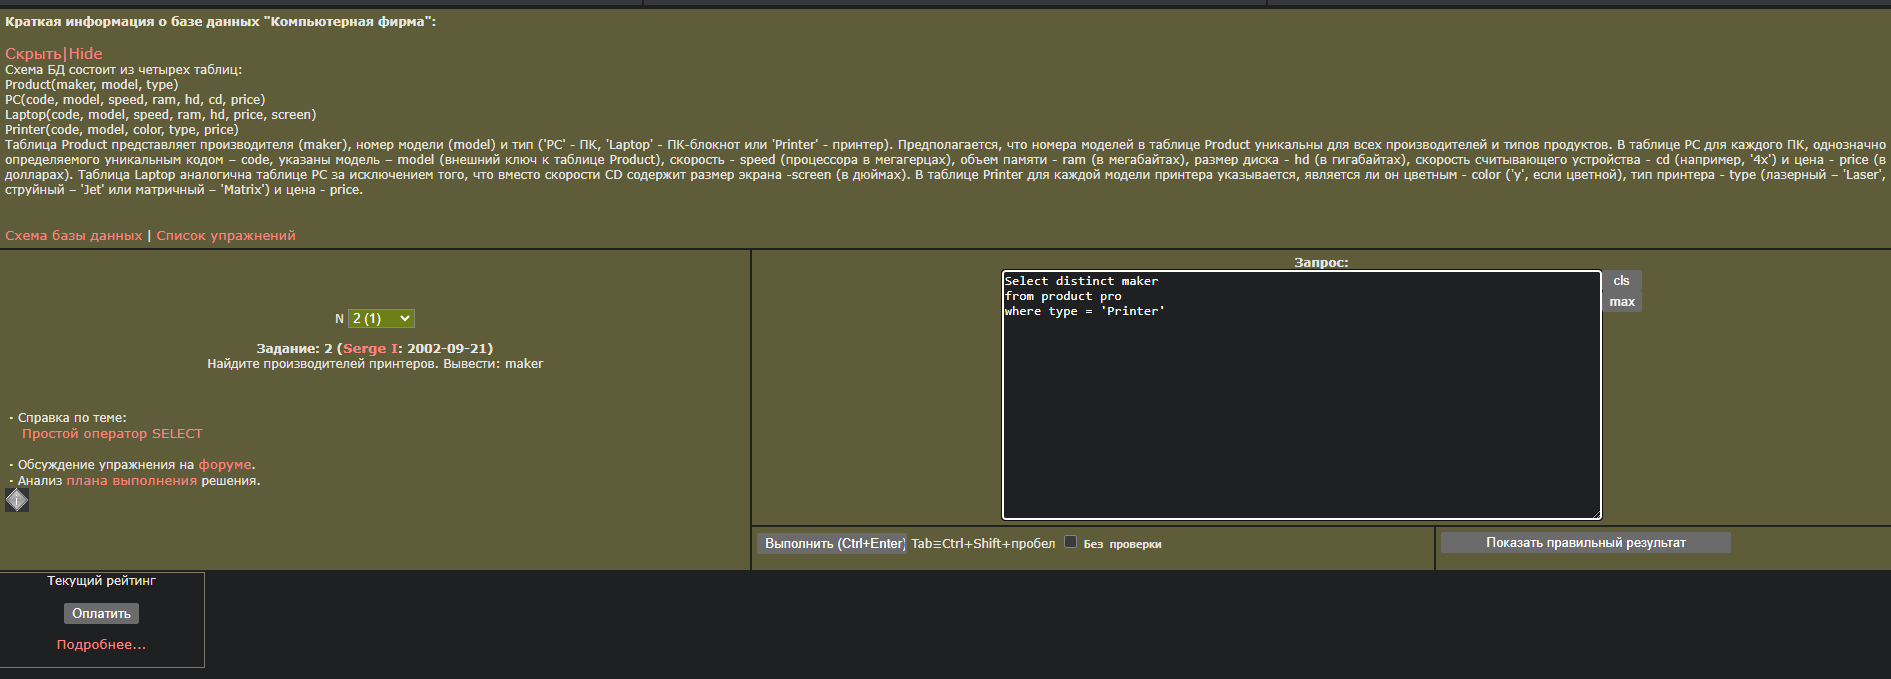 Краткая информация о базе данных "Компьютерная фирма":
Скрыть|Hide
Схема БД состоит из четырех таблиц:
Product(maker, model, type)
PC(code, model, speed, ram, hd, cd, price)
Laptop(code, model, speed, ram, hd, price, screen)
Printer(code, model, color, type, price)
Таблица Product представляет производителя (maker), номер модели (model) и тип ('PC' - ПК, 'Laptop' - ПК-блокнот или 'Printer' - принтер). Предполагается, что номера моделей в таблице Product уникальны для всех производителей и типов продуктов. В таблице PC для каждого ПК, однозначно
определяемого уникальным кодом – code, указаны модель – model (внешний ключ к таблице Product), скорость - speed (процессора в мегагерцах), объем памяти - ram (в мегабайтах), размер диска - hd (в гигабайтах), скорость считывающего устройства - cd (например, '4x') и цена - price (в
долларах). Таблица Laptop аналогична таблице РС за исключением того, что вместо скорости CD содержит размер экрана -screen (в дюймах). В таблице Printer для каждой модели принтера указывается, является ли он цветным - color ('y', если цветной), тип принтера - type (лазерный – 'Laser',
струйный – 'Jet' или матричный – 'Matrix') и цена - price.
Схема базы данных | Список упражнений
N 2 (1)
Задание: 2 (Serge I: 2002-09-21)
Найдите производителей принтеров. Вывести: maker
· Справка по теме:
Простой оператор SELECT
· Обсуждение упражнения на форуме.
· Анализ плана выполнения решения.
i
Запрос:
Select distinct maker
from product pro
where type = 'Printer'
cls
max
Выполнить (Ctrl+Enter) Tab≡Ctrl+Shift+пробел Без проверки
Показать правильный результат
Текущий рейтинг
Оплатить
Подробнее...